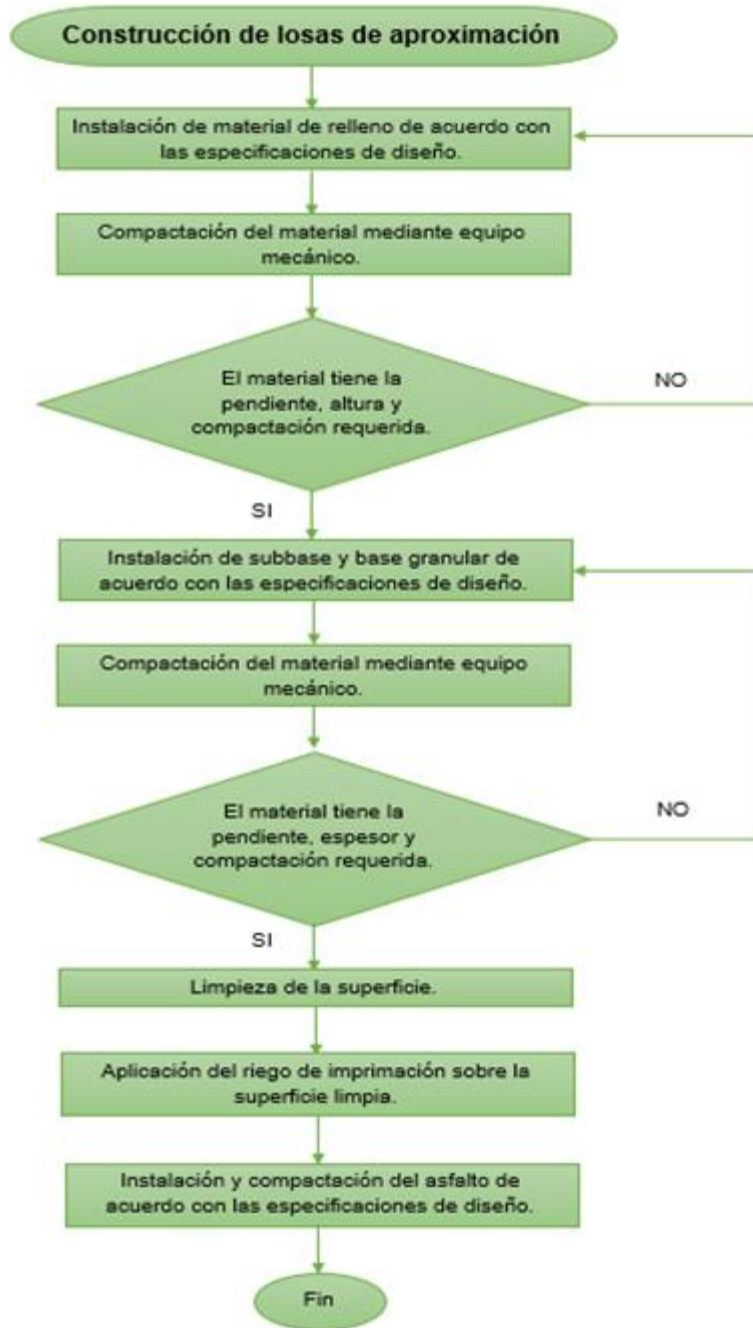 Construcción de losas de aproximación
Instalación de material de relleno de acuerdo con
las especificaciones de diseño.
Compactación del material mediante equipo
mecánico.
El material tiene la
pendiente, altura y
compactación requerida.
NO
SI
Instalación de subbase y base granular de
acuerdo con las especificaciones de diseño.
Compactación del material mediante equipo
mecánico.
El material tiene la
pendiente, espesor y
compactación requerida.
NO
SI
Limpieza de la superficie.
Aplicación del riego de imprimación sobre la
superficie limpia.
Instalación y compactación del asfalto de
acuerdo con las especificaciones de diseño.
Fin